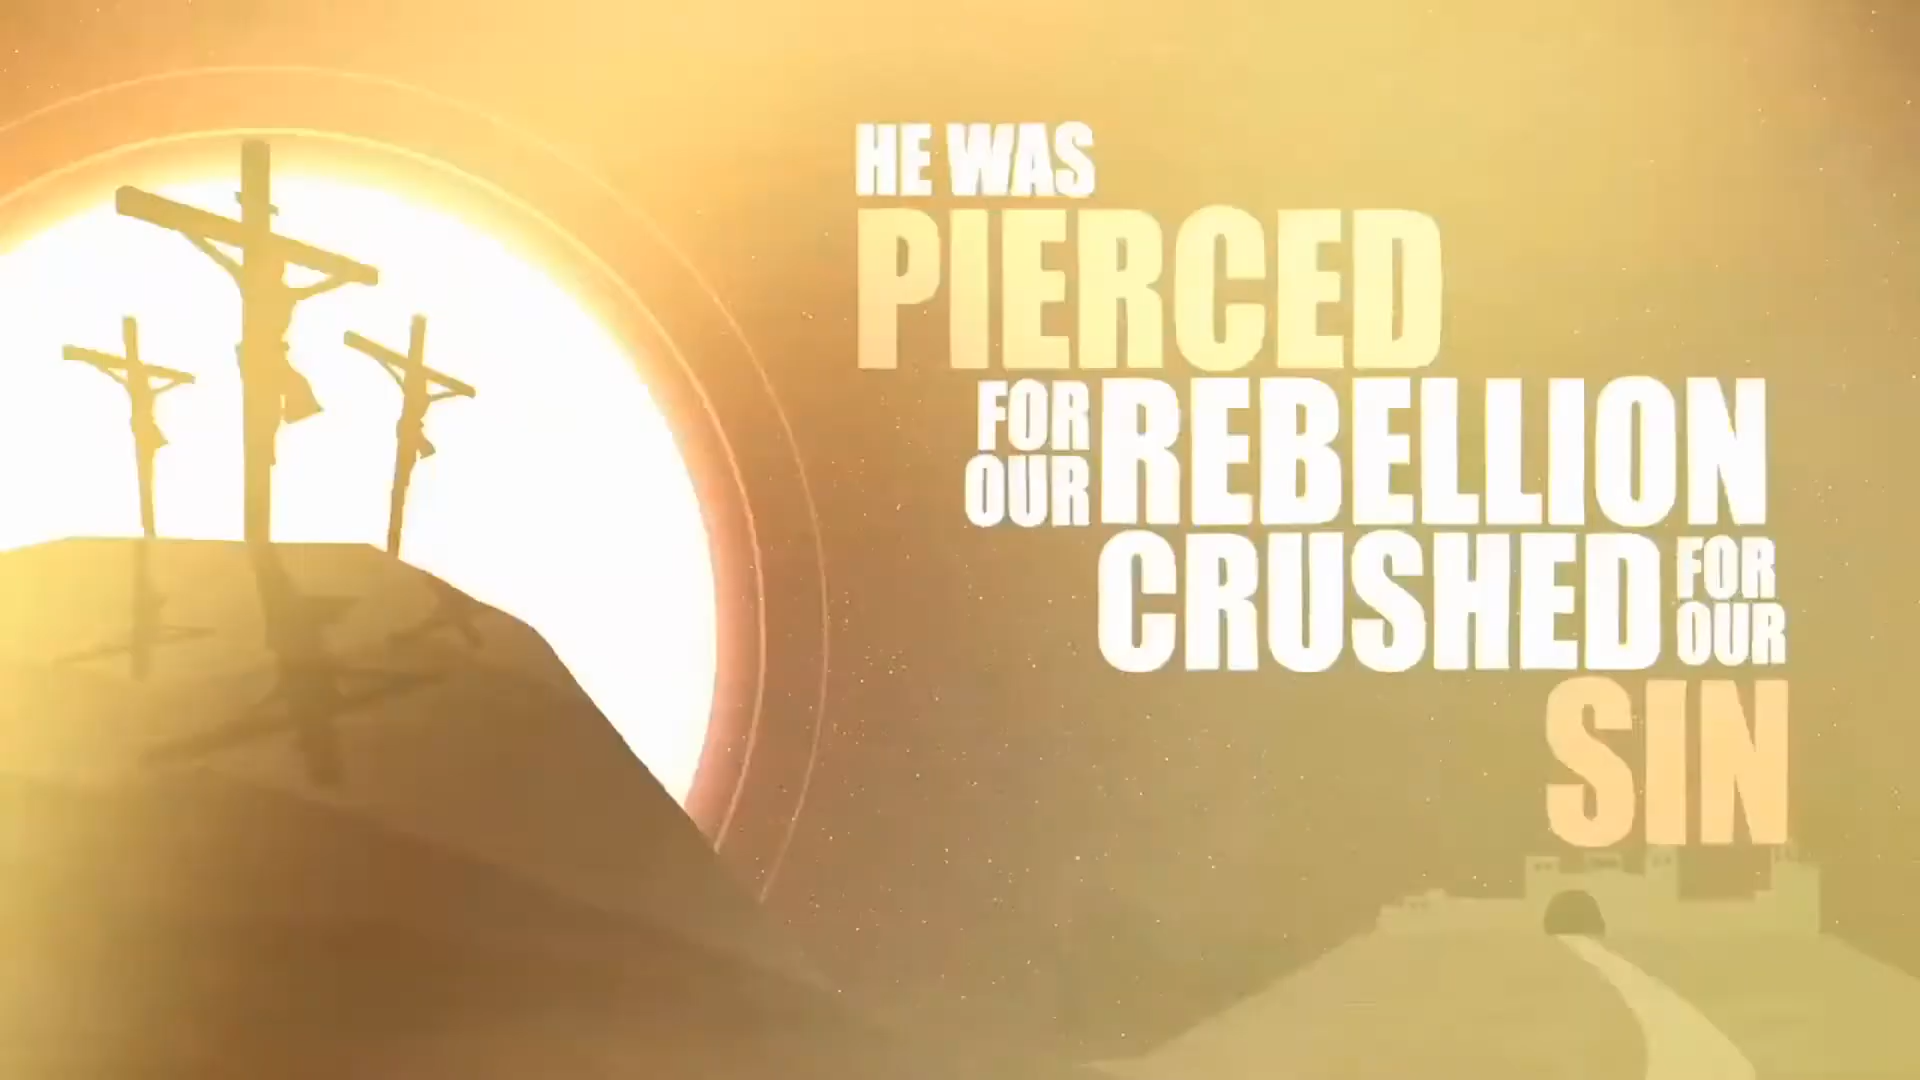 HE WAS
PIERCED
FOR OUR REBELLION
CRUSHED FOR OUR
SIN